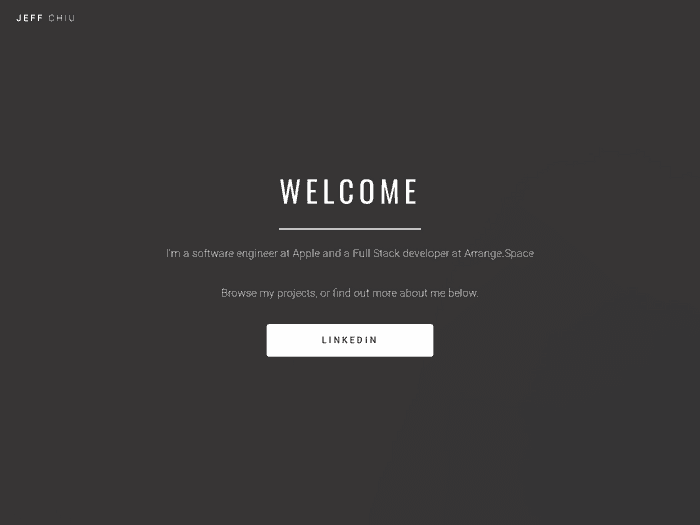 JEFF CHIU
WELCOME
I'm a software engineer at Apple and a Full Stack developer at Arrange.Space
Browse my projects, or find out more about me below.
LINKEDIN